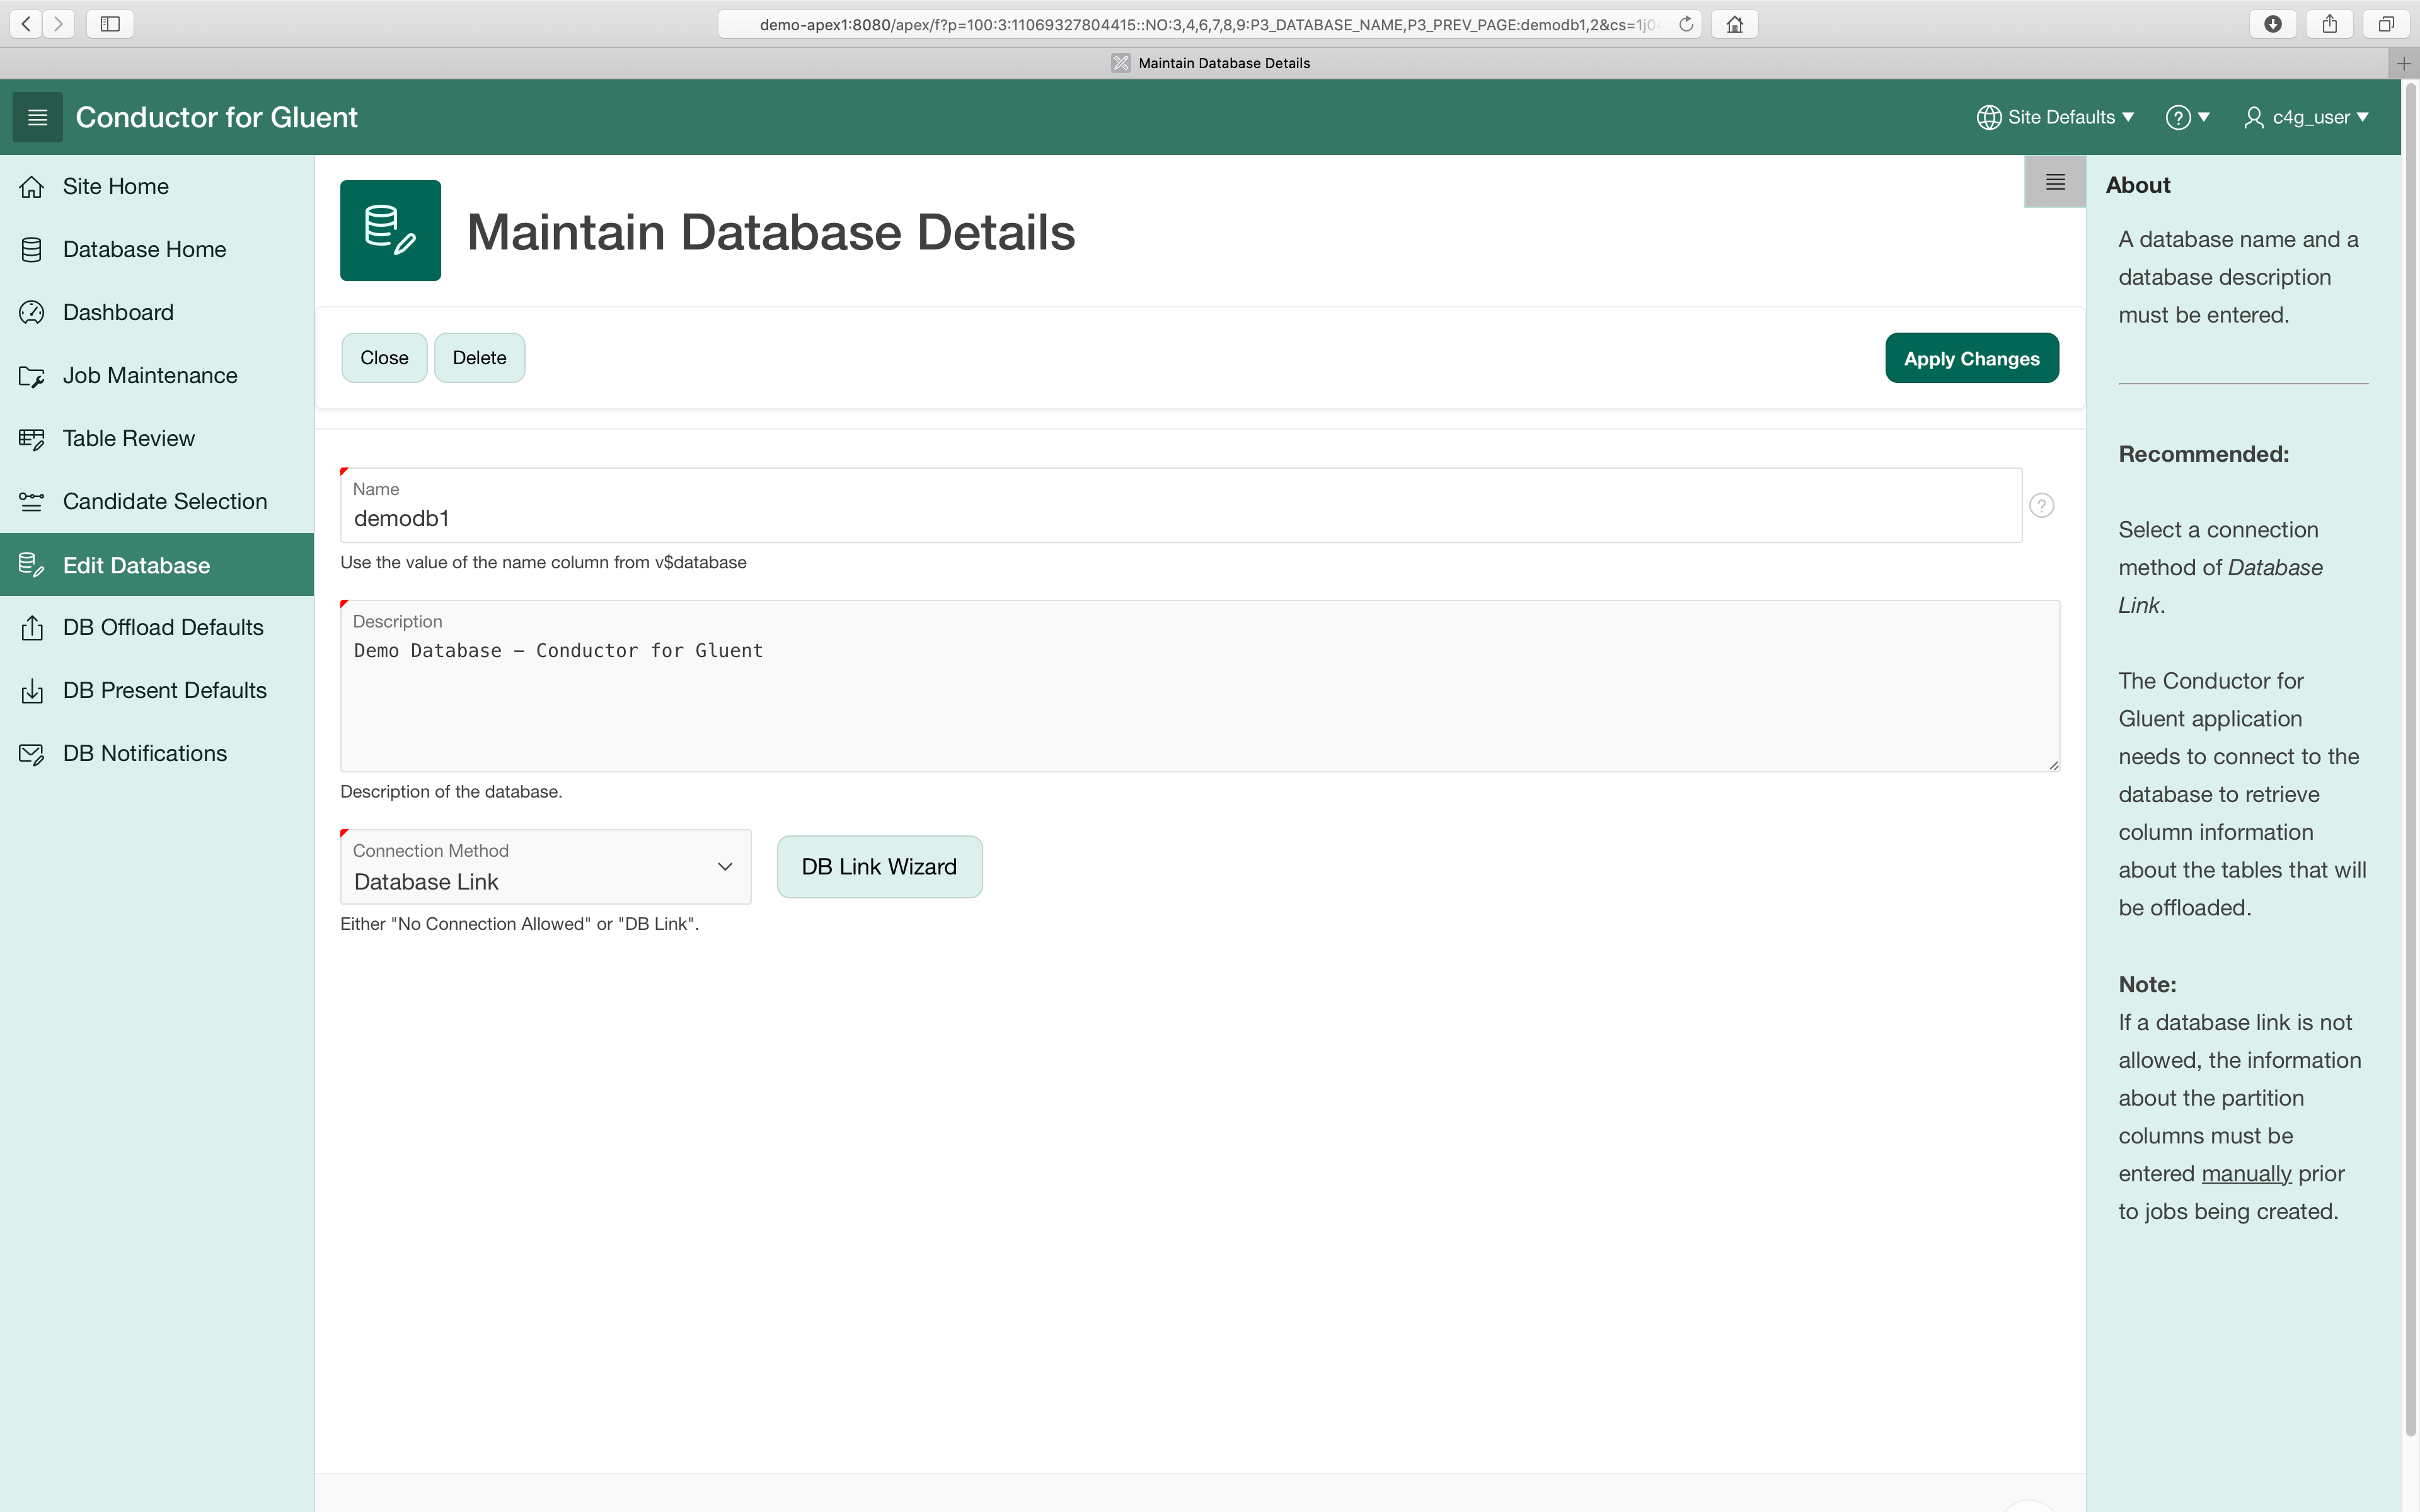 demo-apex1:8080/apex/f?p=100:3:11069327804415::NO:3,4,6,7,8,9:P3_DATABASE_NAME,P3_PREV_PAGE:demodb1,2&cs=1j0
Maintain Database Details
Conductor for Gluent
Site Defaults
?
c4g_user
Site Home
Database Home
Dashboard
Job Maintenance
Table Review
Candidate Selection
Edit Database
DB Offload Defaults
DB Present Defaults
DB Notifications
Maintain Database Details
Close
Delete
Apply Changes
Name
demodb1
?
Use the value of the name column from v$database
Description
Demo Database – Conductor for Gluent
Description of the database.
Connection Method
Database Link
DB Link Wizard
Either "No Connection Allowed" or "DB Link".
About
A database name and a
database description
must be entered.
Recommended:
Select a connection
method of Database
Link.
The Conductor for
Gluent application
needs to connect to the
database to retrieve
column information
about the tables that will
be offloaded.
Note:
If a database link is not
allowed, the information
about the partition
columns must be
entered manually prior
to jobs being created.